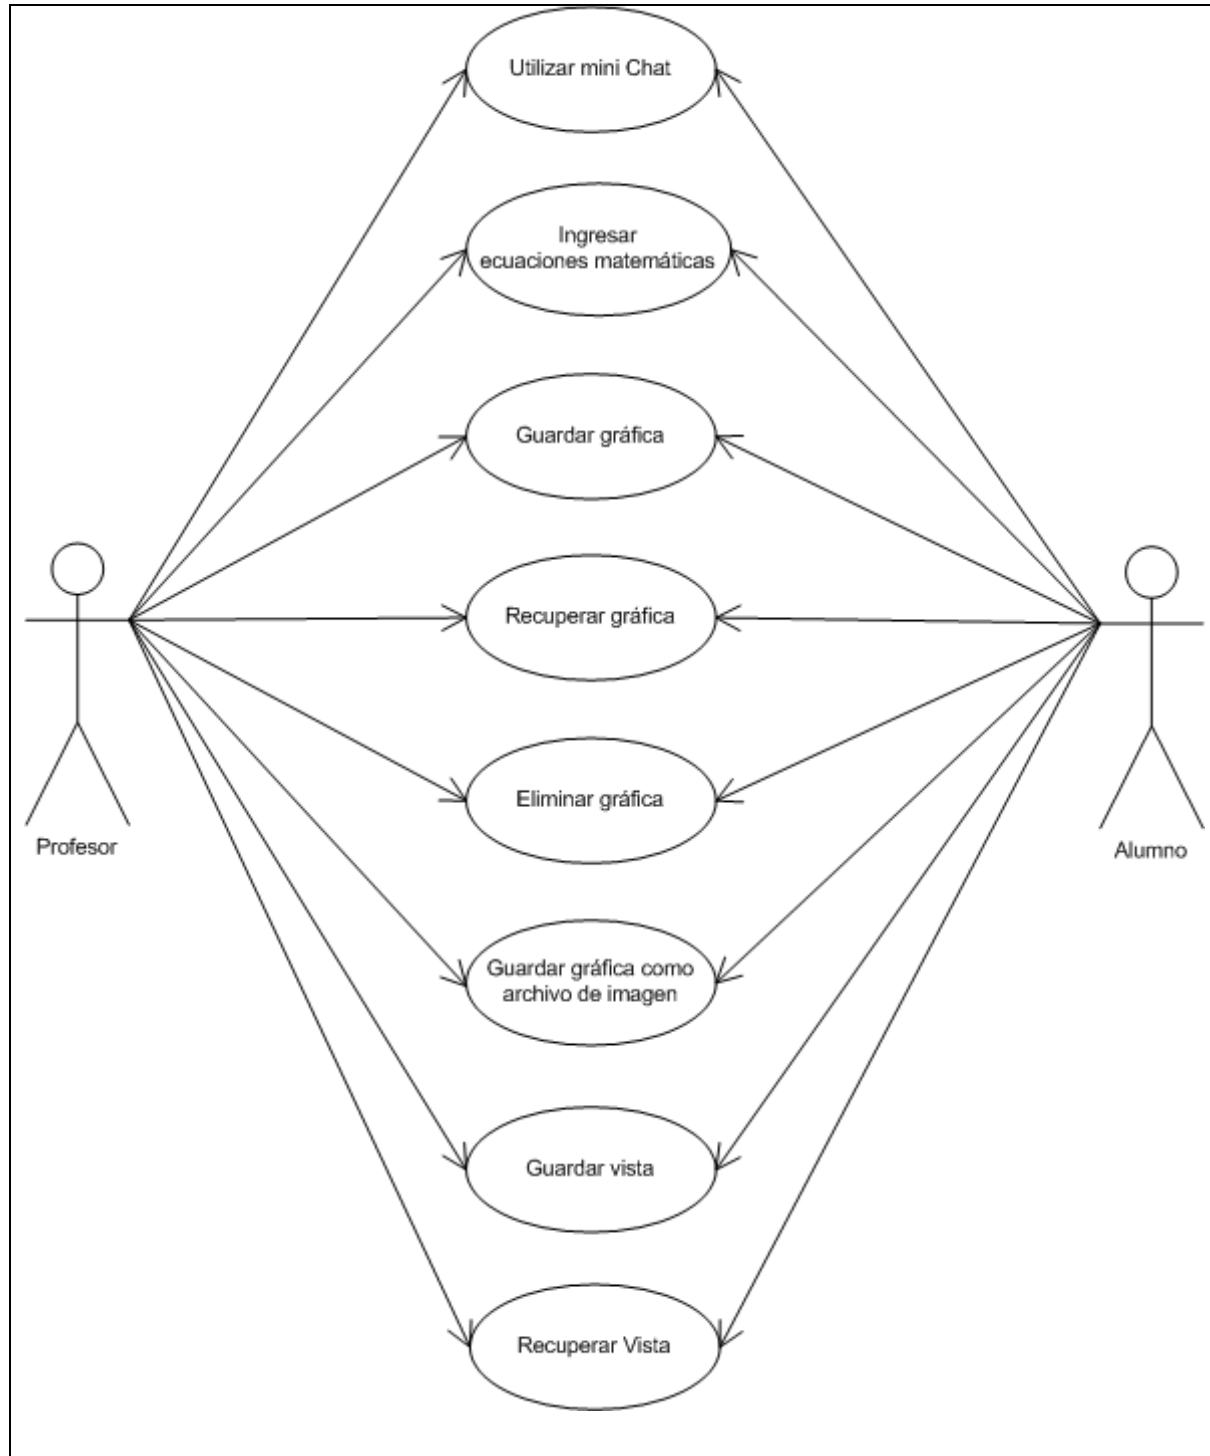 Utilizar mini Chat
Ingresar
ecuaciones matemáticas
Guardar gráfica
Recuperar gráfica
Eliminar gráfica
Profesor
Alumno
Guardar gráfica como
archivo de imagen
Guardar vista
Recuperar Vista